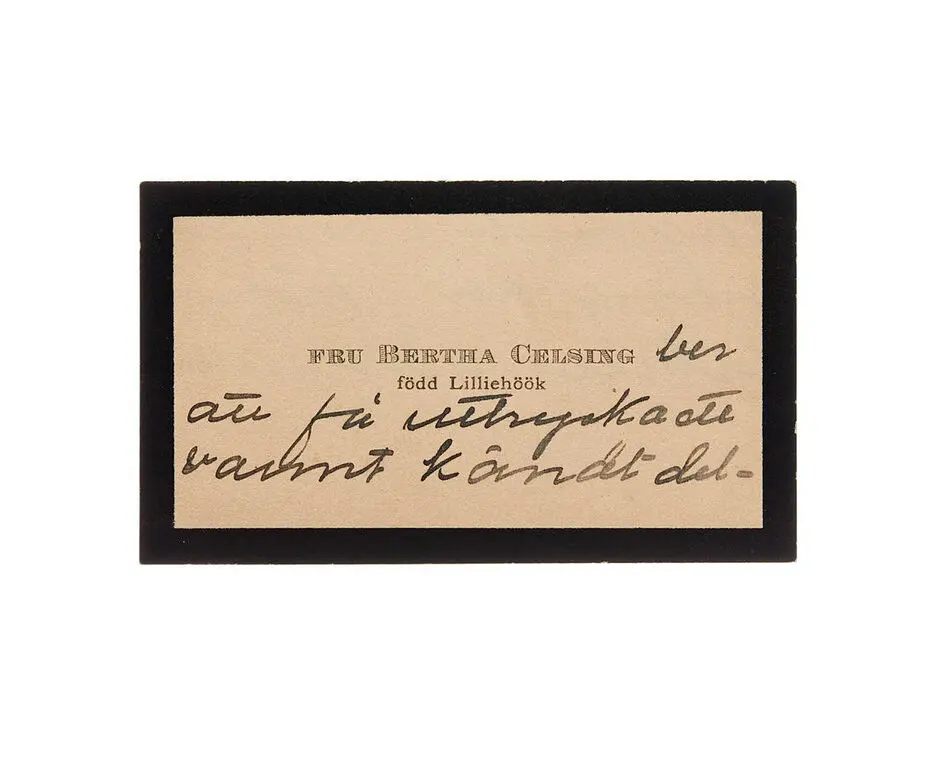 FRU BERTHA CELSING ber
född Lilliehöök
att få uttrycka ett
varmt kändt del-